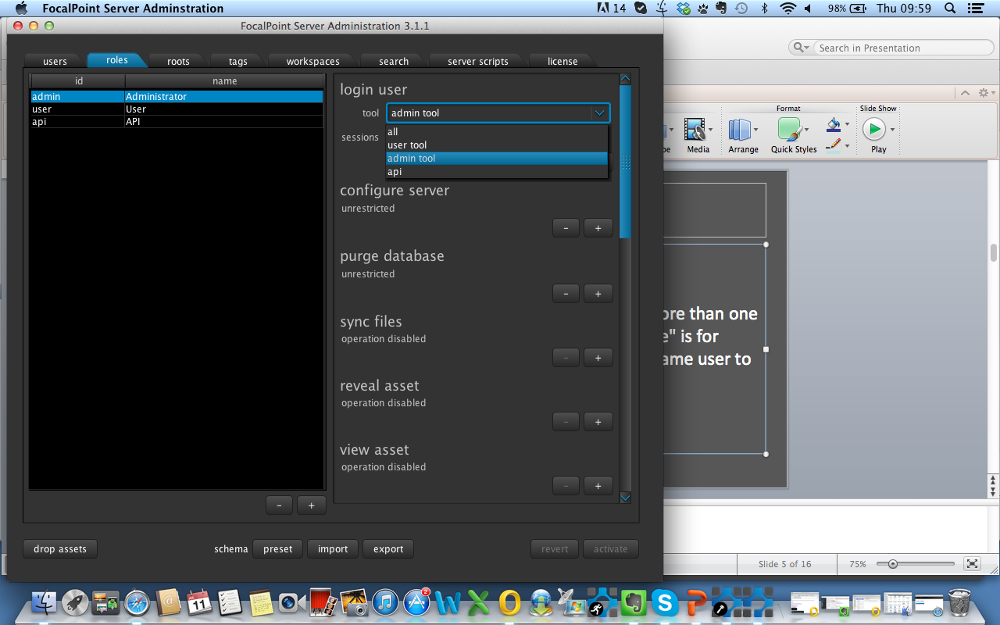 FocalPoint Server Adminstration
14
98%
Thu 09:59
FocalPoint Server Administration 3.1.1
users
roles
roots
tags
workspaces
search
server scripts
license
id
name
admin
Administrator
user
User
api
API
login user
tool
admin tool
all
user tool
admin tool
api
sessions
configure server
unrestricted
-
+
purge database
unrestricted
-
+
sync files
operation disabled
-
+
reveal asset
operation disabled
-
+
view asset
operation disabled
-
+
-
+
drop assets
schema
preset
import
export
revert
activate
Search in Presentation
Format
Slide Show
Media
Arrange
Quick Styles
Play
ore than one
e" is for
ame user to
Slide 5 of 16
75%
11
2